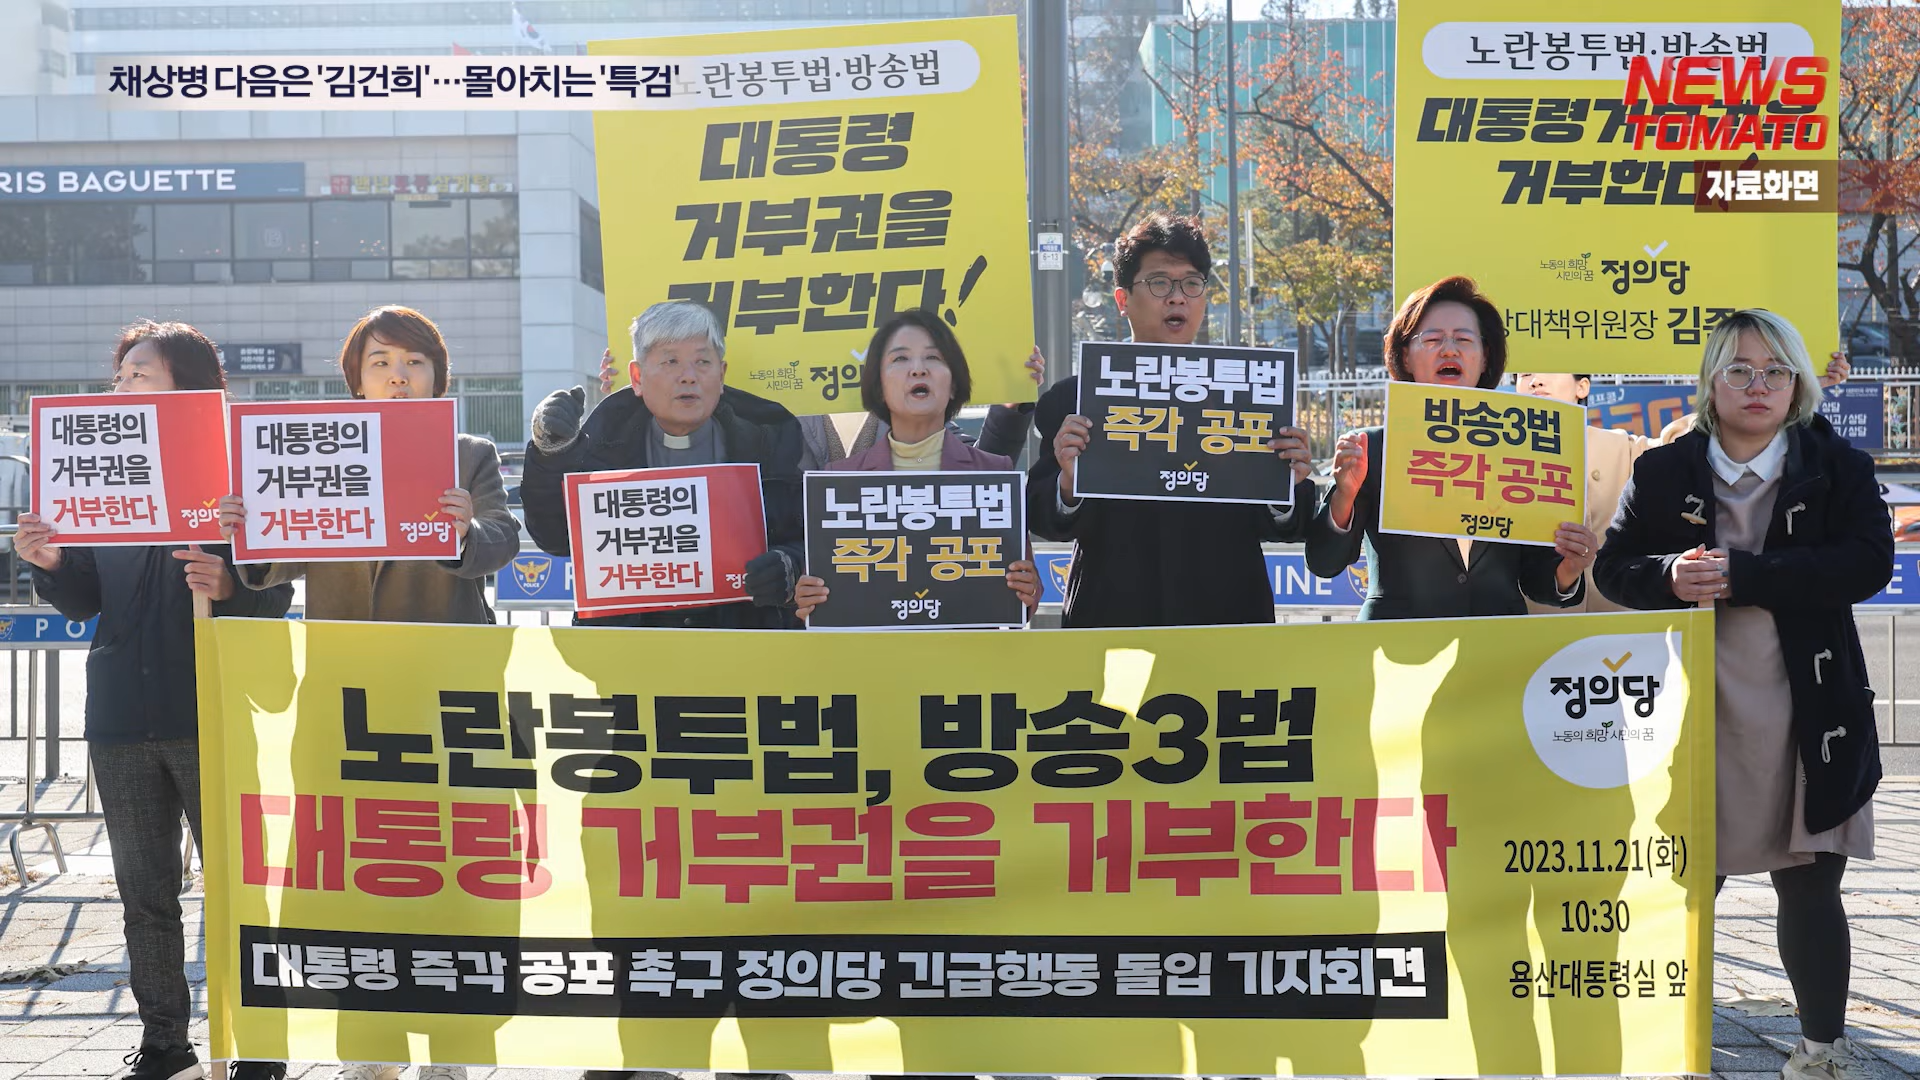 채상병 다음은 '김건희'…몰아치는 '특검'
NEWS
TOMATO
자료화면
RIS BAGUETTE
노란봉투법·방송법
대통령
거부권을
거부한다!
노동의 희망
시민의 꿈
노란봉투법·방송법
대통령 거부권을
거부한다!
노동의 희망
시민의 꿈
정의당
상대책위원장 김준
대통령의
거부권을
거부한다
대통령의
거부권을
거부한다
정의당
대통령의
거부권을
거부한다
노란봉투법
즉각 공포
정의당
노란봉투법
즉각 공포
정의당
방송3법
즉각 공포
정의당
POLICE
LINE
PO
노란봉투법, 방송3법
대통령 거부권을 거부한다
대통령 즉각 공포 촉구 정의당 긴급행동 돌입 기자회견
정의당
노동의 희망 시민의 꿈
2023.11.21(화)
10:30
용산대통령실 앞